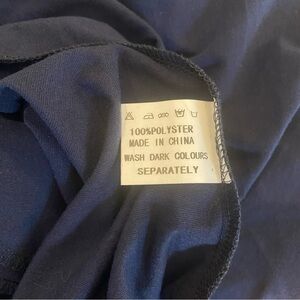 100%POLYSTER
MADE IN CHINA
WASH DARK COLOURS
SEPARATELY